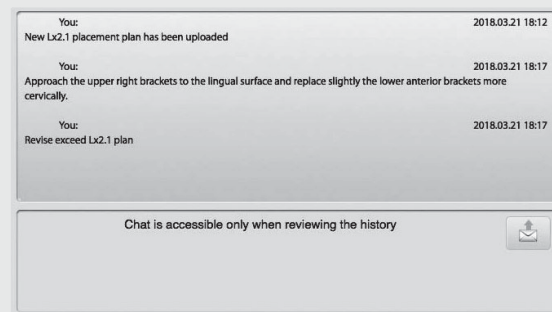 You: 2018.03.21 18:12
New Lx2.1 placement plan has been uploaded
You: 2018.03.21 18:17
Approach the upper right brackets to the lingual surface and replace slightly the lower anterior brackets more
cervically.
You: 2018.03.21 18:17
Revise exceed Lx2.1 plan
Chat is accessible only when reviewing the history